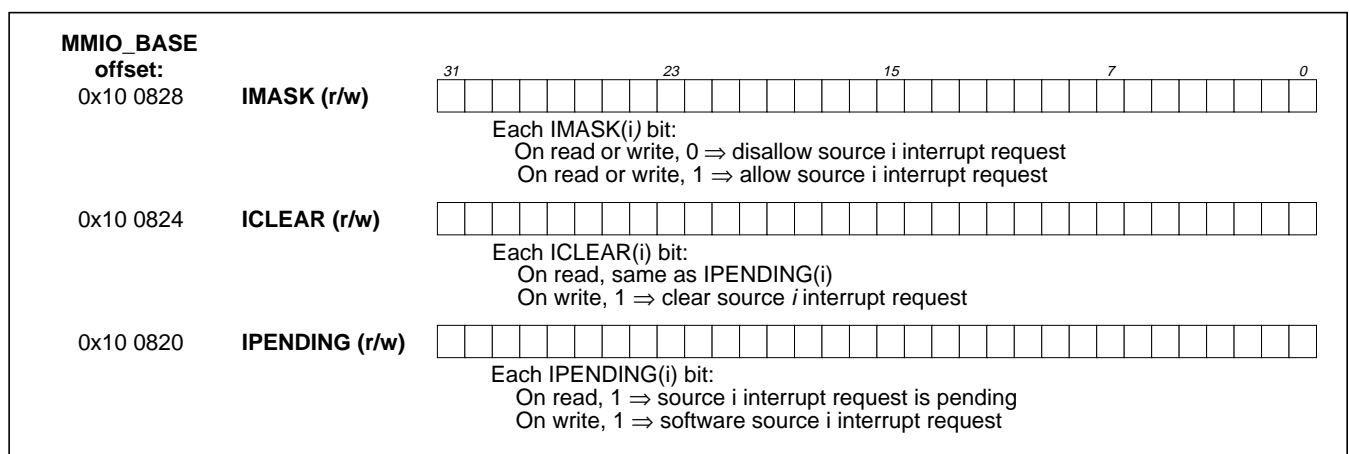 MMIO_BASE
offset:
31 23 15 7 0
0x10 0828 IMASK (r/w)
Each IMASK(i) bit:
On read or write, 0 ⇒ disallow source i interrupt request
On read or write, 1 ⇒ allow source i interrupt request
0x10 0824 ICLEAR (r/w)
Each ICLEAR(i) bit:
On read, same as IPENDING(i)
On write, 1 ⇒ clear source i interrupt request
0x10 0820 IPENDING (r/w)
Each IPENDING(i) bit:
On read, 1 ⇒ source i interrupt request is pending
On write, 1 ⇒ software source i interrupt request